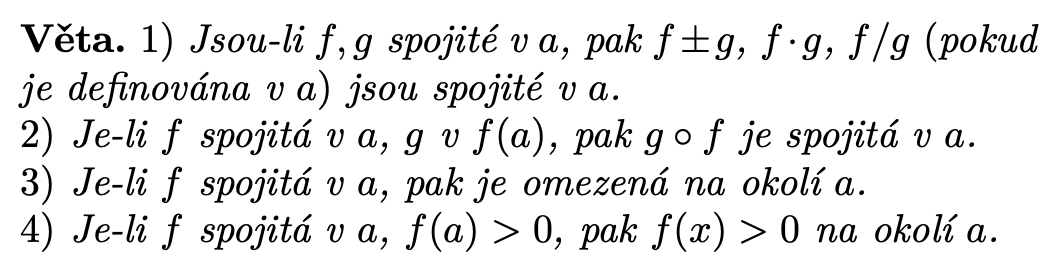 Věta. 1) Jsou-li f, g spojité v a, pak f ± g, f · g, f/g (pokud
je definována v a) jsou spojité v a.
2) Je-li f spojitá v a, g v f(a), pak g ∘ f je spojitá v a.
3) Je-li f spojitá v a, pak je omezená na okolí a.
4) Je-li f spojitá v a, f(a) > 0, pak f(x) > 0 na okolí a.